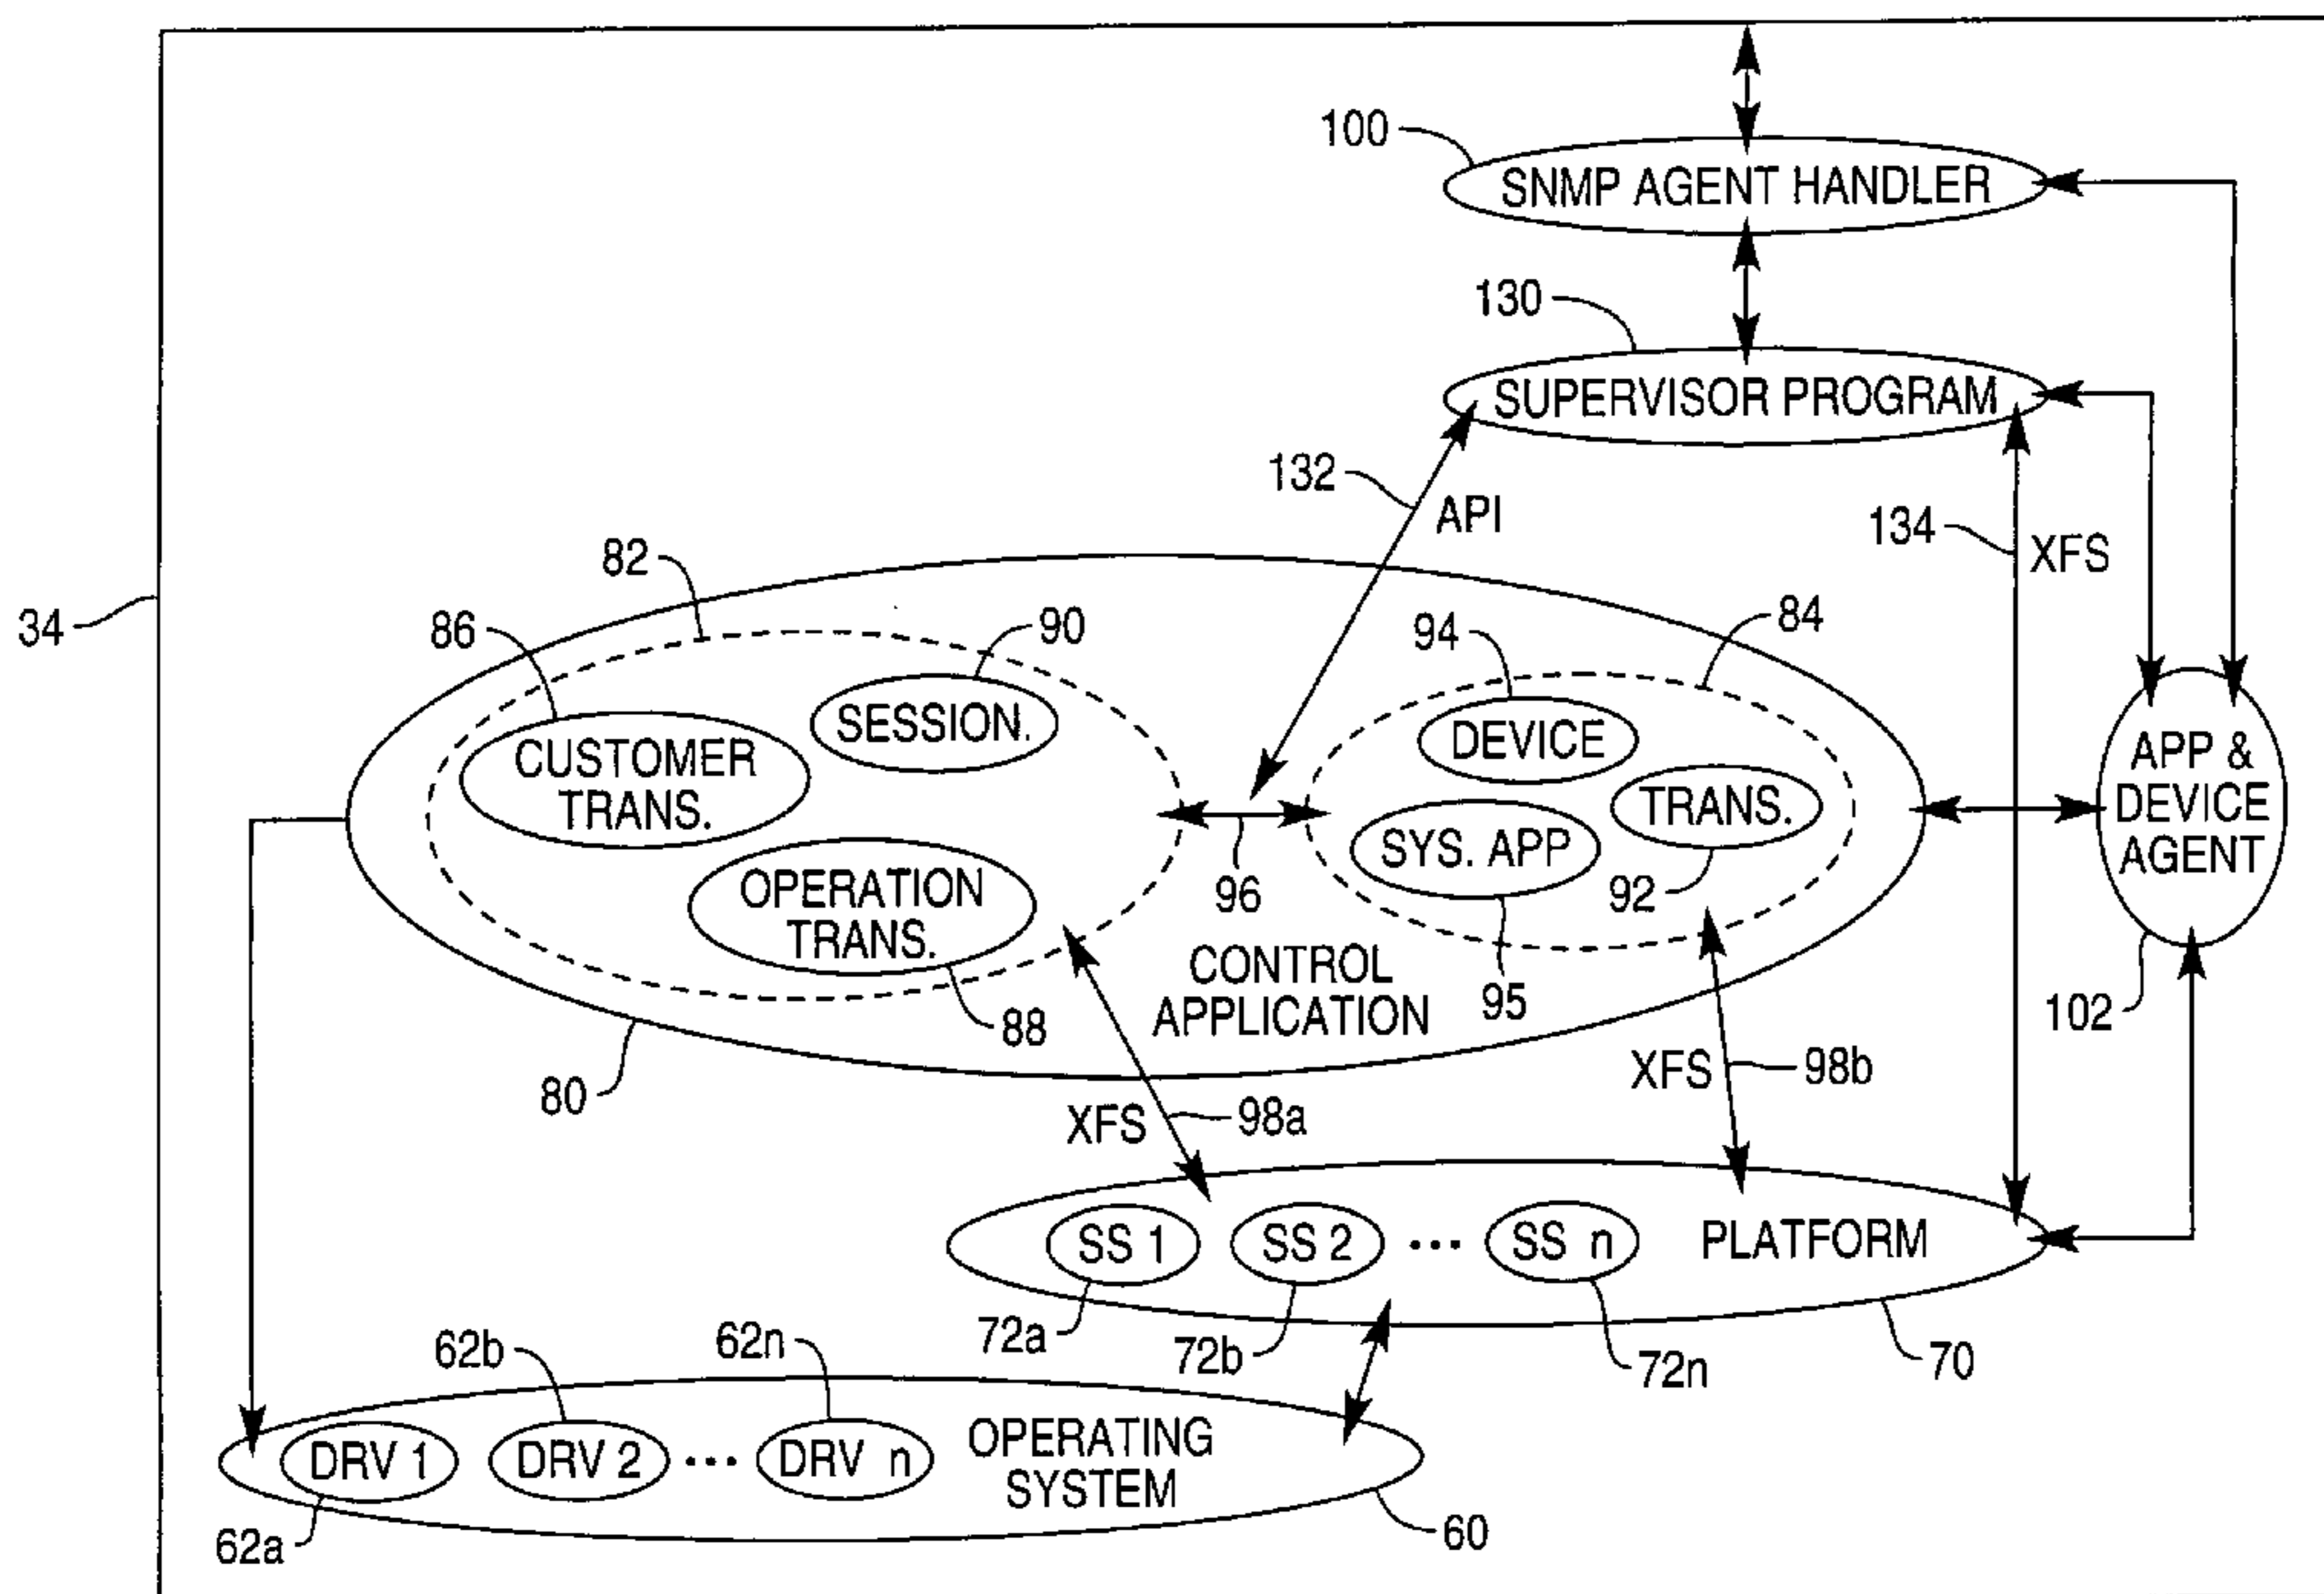 100
SNMP AGENT HANDLER
130
SUPERVISOR PROGRAM
132
API
134
XFS
34
82
86
90
94
84
SESSION.
CUSTOMER
TRANS.
DEVICE
TRANS.
SYS. APP
APP &
DEVICE
AGENT
96
92
OPERATION
TRANS.
CONTROL
APPLICATION
95
88
102
80
XFS
98a
XFS
98b
SS 1
SS 2
...
SS n
PLATFORM
72a
72b
72n
70
62b
62n
DRV 1
DRV 2
...
DRV n
OPERATING
SYSTEM
62a
60